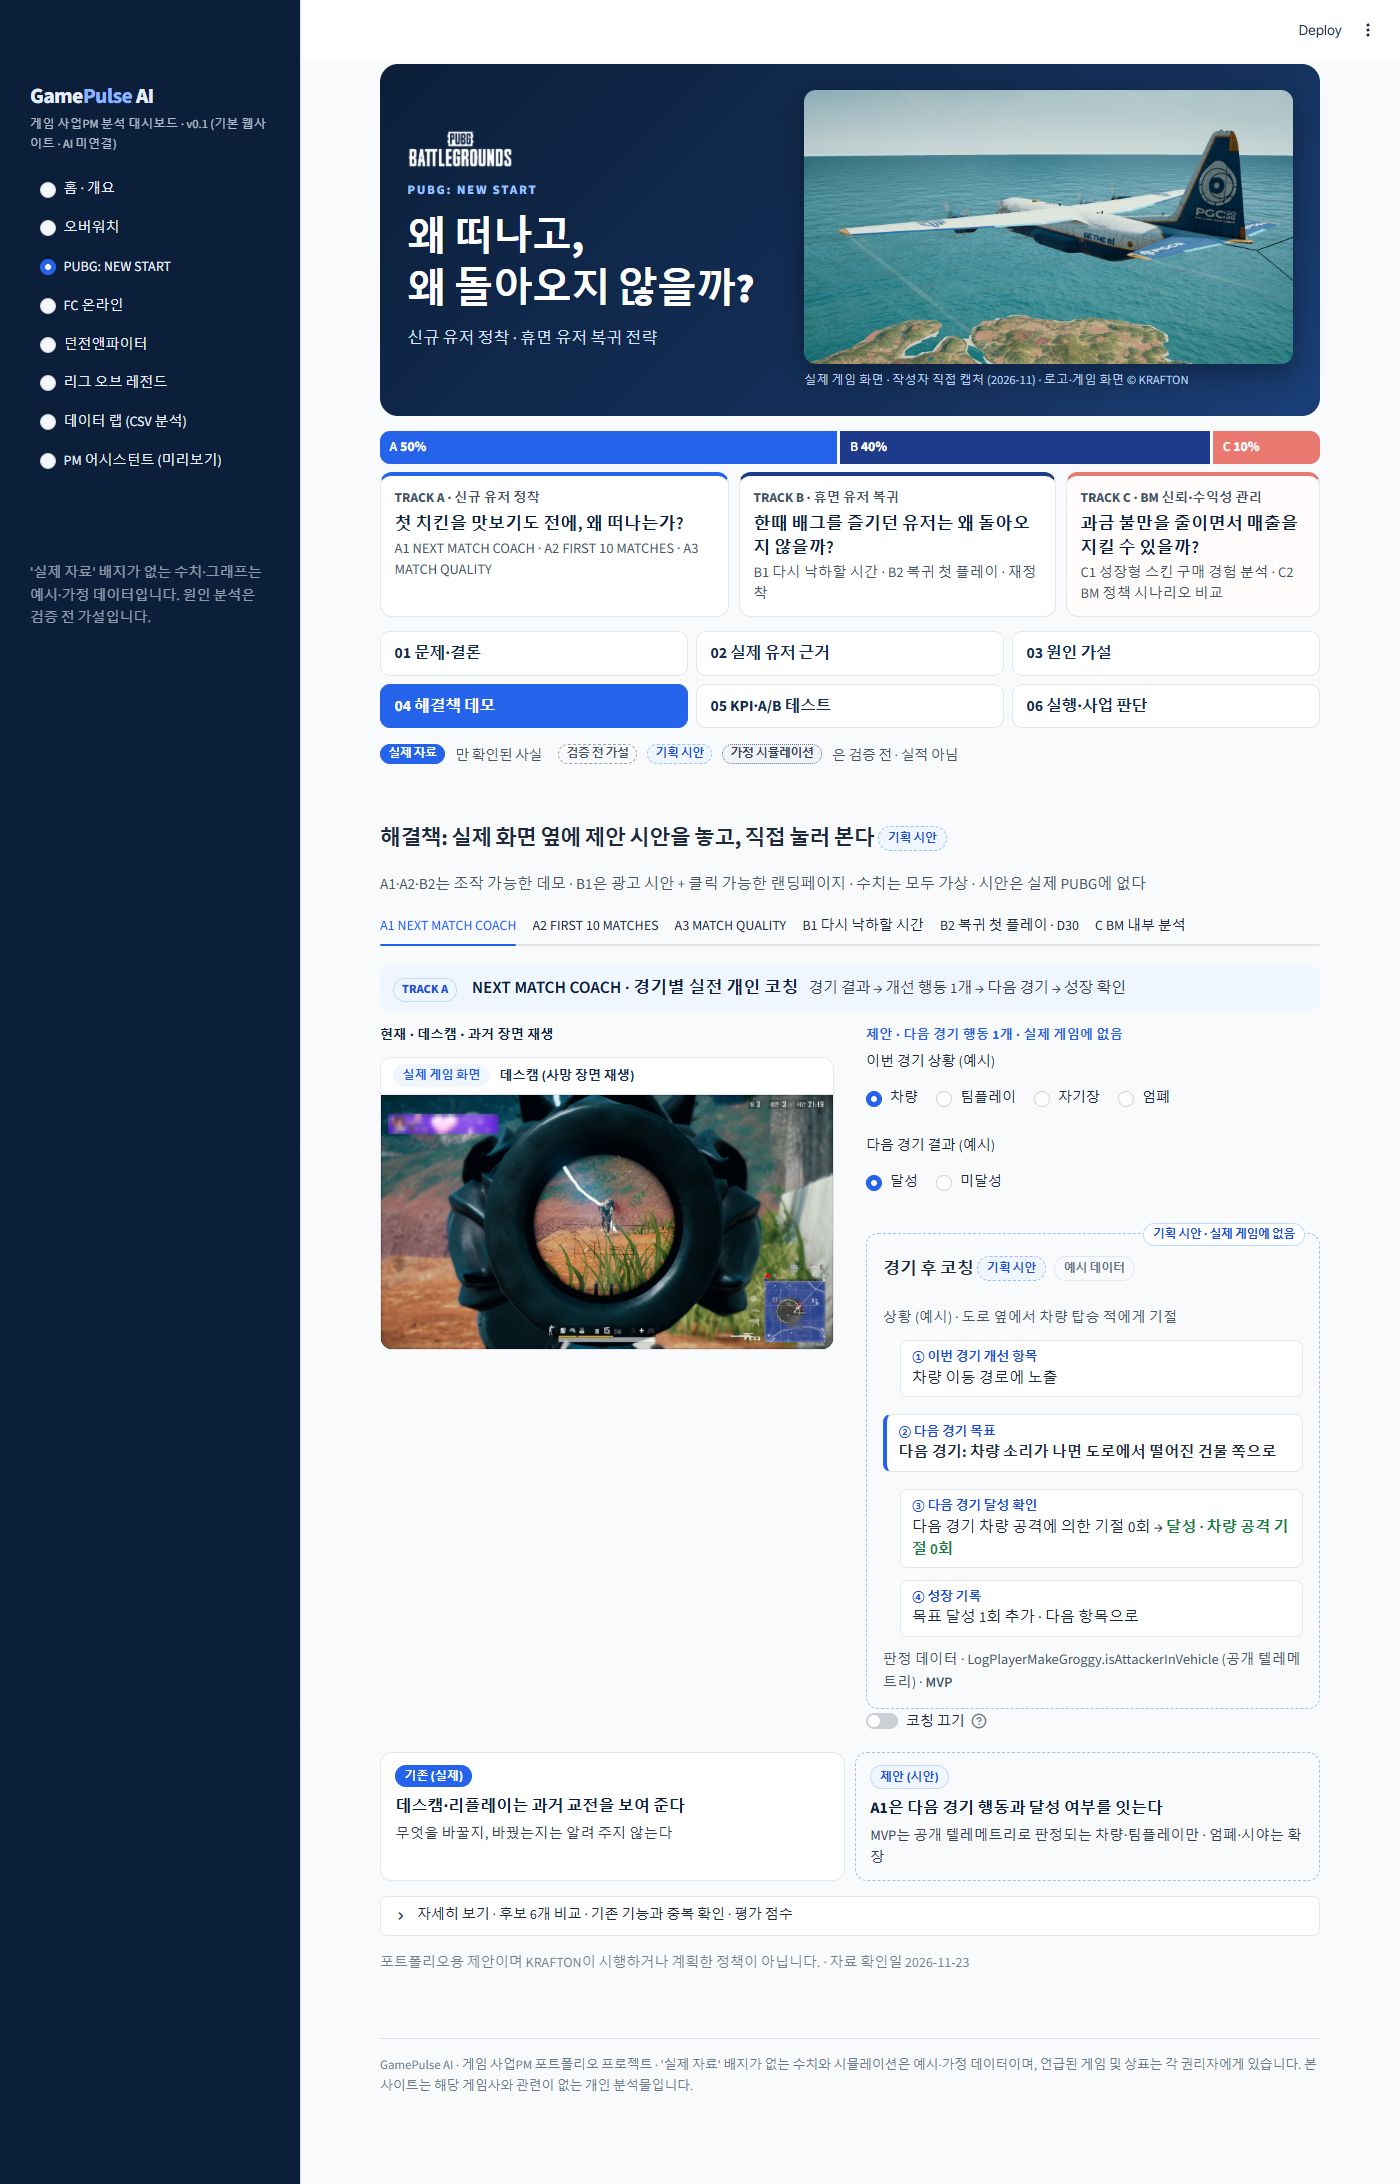 Deploy
GamePulse AI
게임 사업PM 분석 대시보드 · v0.1 (기본 웹사
이트 · AI 미연결)
홈 · 개요
오버워치
PUBG: NEW START
FC 온라인
던전앤파이터
리그 오브 레전드
데이터 랩 (CSV 분석)
PM 어시스턴트 (미리보기)
'실제 자료' 배지가 없는 수치·그래프는
예시·가정 데이터입니다. 원인 분석은
검증 전 가설입니다.
PUBG
BATTLEGROUNDS
PUBG: NEW START
왜 떠나고,
왜 돌아오지 않을까?
신규 유저 정착 · 휴면 유저 복귀 전략
PGC
실제 게임 화면 · 작성자 직접 캡처 (2026-11) · 로고·게임 화면 © KRAFTON
A 50%
B 40%
C 10%
TRACK A · 신규 유저 정착
첫 치킨을 맛보기도 전에, 왜 떠나는가?
A1 NEXT MATCH COACH · A2 FIRST 10 MATCHES · A3
MATCH QUALITY
TRACK B · 휴면 유저 복귀
한때 배그를 즐기던 유저는 왜 돌아오
지 않을까?
B1 다시 낙하할 시간 · B2 복귀 첫 플레이 · 재정
착
TRACK C · BM 신뢰·수익성 관리
과금 불만을 줄이면서 매출을
지킬 수 있을까?
C1 성장형 스킨 구매 경험 분석 · C2
BM 정책 시나리오 비교
01 문제·결론
02 실제 유저 근거
03 원인 가설
04 해결책 데모
05 KPI·A/B 테스트
06 실행·사업 판단
실제 자료 만 확인된 사실 검증 전 가설 기획 시안 가정 시뮬레이션 은 검증 전 · 실적 아님
해결책: 실제 화면 옆에 제안 시안을 놓고, 직접 눌러 본다 기획 시안
A1·A2·B2는 조작 가능한 데모 · B1은 광고 시안 + 클릭 가능한 랜딩페이지 · 수치는 모두 가상 · 시안은 실제 PUBG에 없다
A1 NEXT MATCH COACH
A2 FIRST 10 MATCHES
A3 MATCH QUALITY
B1 다시 낙하할 시간
B2 복귀 첫 플레이 · D30
C BM 내부 분석
TRACK A NEXT MATCH COACH · 경기별 실전 개인 코칭 경기 결과 → 개선 행동 1개 → 다음 경기 → 성장 확인
현재 · 데스캠 · 과거 장면 재생
실제 게임 화면 데스캠 (사망 장면 재생)
제안 · 다음 경기 행동 1개 · 실제 게임에 없음
이번 경기 상황 (예시)
차량 팀플레이 자기장 엄폐
다음 경기 결과 (예시)
달성 미달성
기획 시안 · 실제 게임에 없음
경기 후 코칭 기획 시안 예시 데이터
상황 (예시) · 도로 옆에서 차량 탑승 적에게 기절
① 이번 경기 개선 항목
차량 이동 경로에 노출
② 다음 경기 목표
다음 경기: 차량 소리가 나면 도로에서 떨어진 건물 쪽으로
③ 다음 경기 달성 확인
다음 경기 차량 공격에 의한 기절 0회 → 달성 · 차량 공격 기
절 0회
④ 성장 기록
목표 달성 1회 추가 · 다음 항목으로
판정 데이터 · LogPlayerMakeGroggy.isAttackerInVehicle (공개 텔레메
트리) · MVP
코칭 끄기
기존 (실제)
데스캠·리플레이는 과거 교전을 보여 준다
무엇을 바꿀지, 바꿨는지는 알려 주지 않는다
제안 (시안)
A1은 다음 경기 행동과 달성 여부를 잇는다
MVP는 공개 텔레메트리로 판정되는 차량·팀플레이만 · 엄폐·시야는 확
장
자세히 보기 · 후보 6개 비교 · 기존 기능과 중복 확인 · 평가 점수
포트폴리오용 제안이며 KRAFTON이 시행하거나 계획한 정책이 아닙니다. · 자료 확인일 2026-11-23
GamePulse AI · 게임 사업PM 포트폴리오 프로젝트 · '실제 자료' 배지가 없는 수치와 시뮬레이션은 예시·가정 데이터이며, 언급된 게임 및 상표는 각 권리자에게 있습니다. 본
사이트는 해당 게임사와 관련이 없는 개인 분석물입니다.